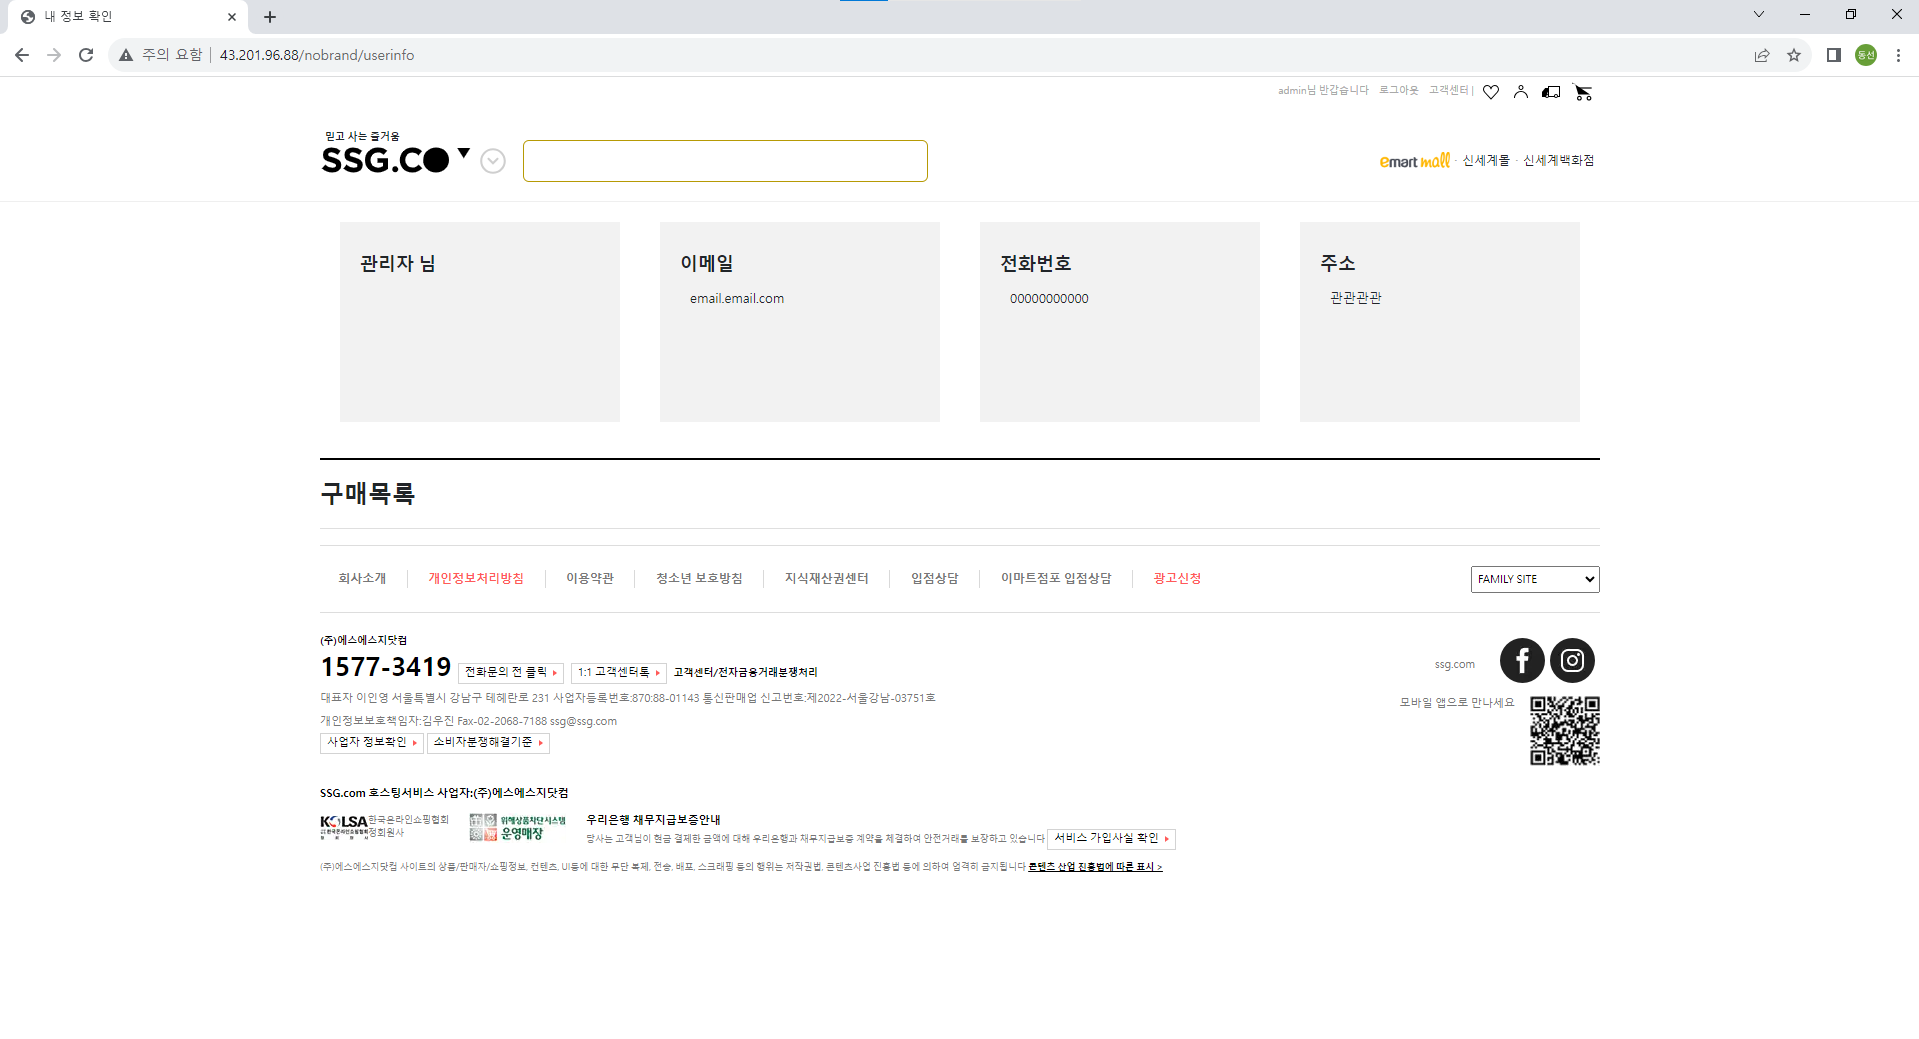 내 정보 확인
주의 요함 43.201.96.88/nobrand/userinfo
동선
admin님 반갑습니다 로그아웃 고객센터 |
믿고 사는 즐거움
SSG.CO
emart mall · 신세계몰 · 신세계백화점
관리자 님
이메일
email.email.com
전화번호
00000000000
주소
관관관관
구매목록
회사소개 개인정보처리방침 이용약관 청소년 보호방침 지식재산권센터 입점상담 이마트점포 입점상담 광고신청
FAMILY SITE
(주)에스에스지닷컴
1577-3419 전화문의 전 클릭 1:1 고객센터톡 고객센터/전자금융거래분쟁처리
대표자 이인영 서울특별시 강남구 테헤란로 231 사업자등록번호:870:88-01143 통신판매업 신고번호:제2022-서울강남-03751호
개인정보보호책임자:김우진 Fax-02-2068-7188 ssg@ssg.com
사업자 정보확인 소비자분쟁해결기준
ssg.com
모바일 앱으로 만나세요
SSG.com 호스팅서비스 사업자:(주)에스에스지닷컴
KOLSA
한국온라인쇼핑협회
정회원사
위해상품차단시스템
운영매장
우리은행 채무지급보증안내
당사는 고객님이 현금 결제한 금액에 대해 우리은행과 채무지급보증 계약을 체결하여 안전거래를 보장하고 있습니다 서비스 가입사실 확인
(주)에스에스지닷컴 사이트의 상품/판매자/쇼핑정보, 컨텐츠, UI등에 대한 무단 복제, 전송, 배포, 스크래핑 등의 행위는 저작권법, 콘텐츠사업 진흥법 등에 의하여 엄격히 금지됩니다 콘텐츠 산업 진흥법에 따른 표시 >